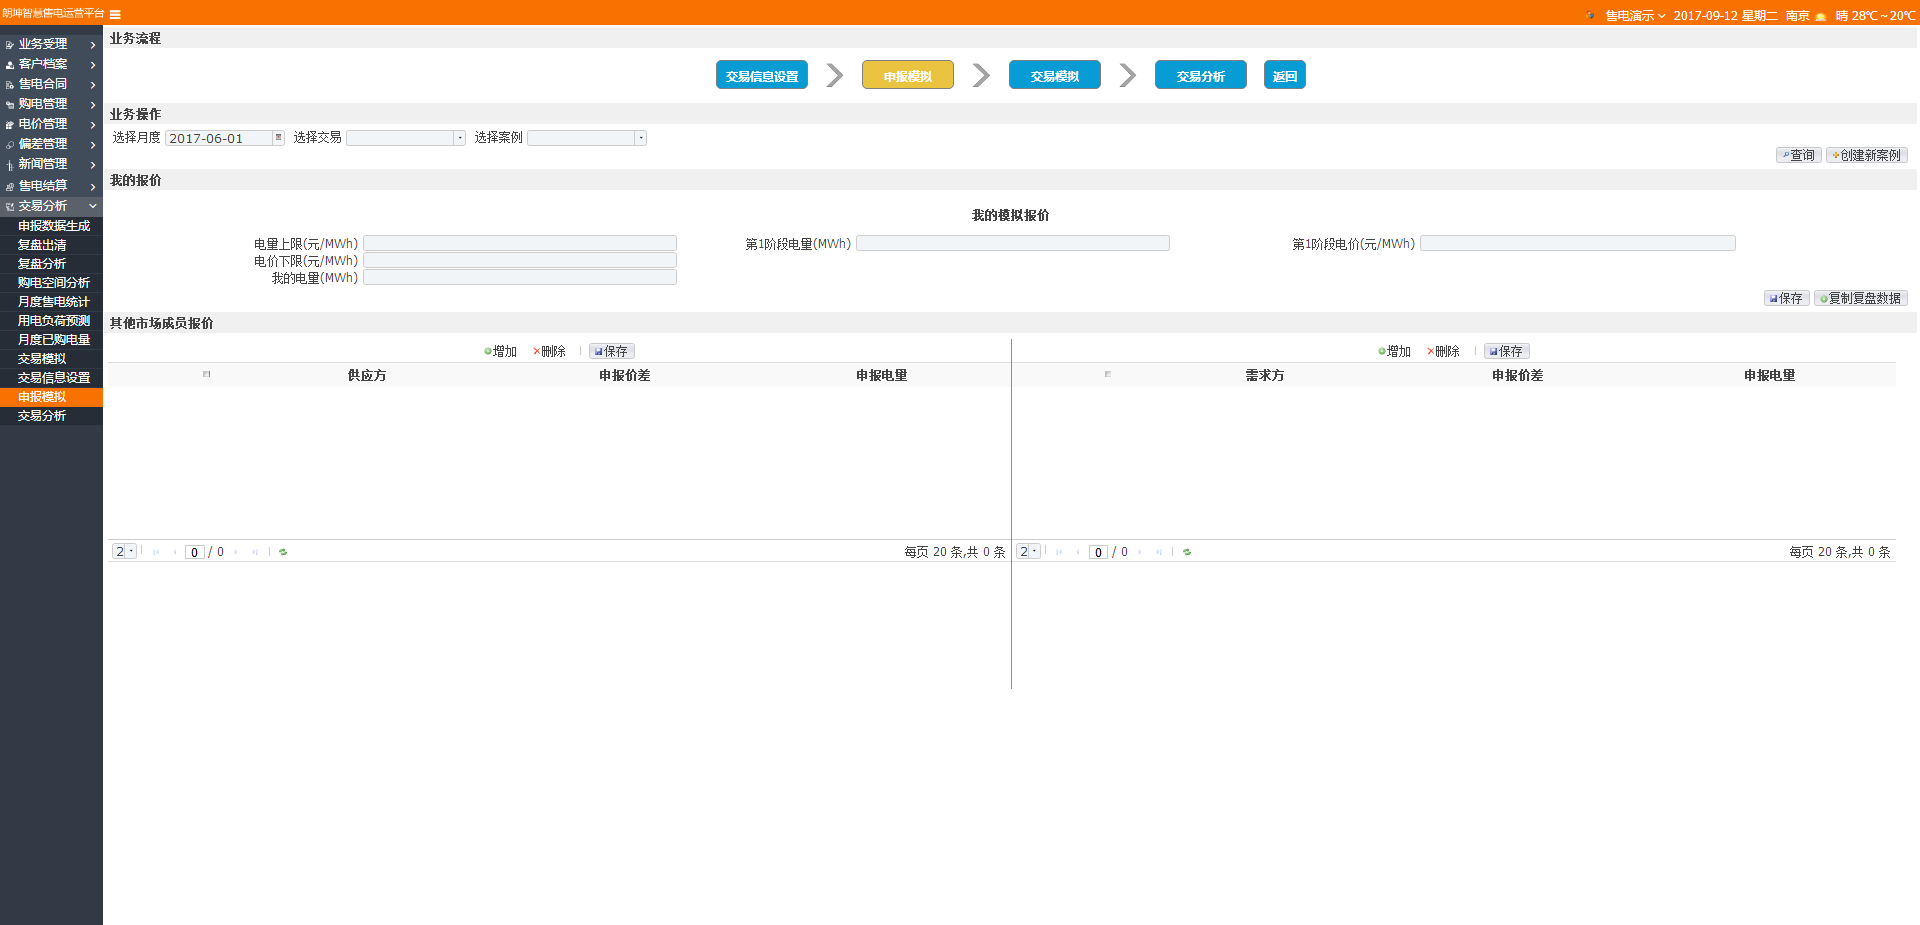 朗坤智慧售电运营平台
售电演示 2017-09-12 星期二 南京 晴 28℃~20℃
业务受理
客户档案
售电合同
购电管理
电价管理
偏差管理
新闻管理
售电结算
交易分析
申报数据生成
复盘出清
复盘分析
购电空间分析
月度售电统计
用电负荷预测
月度已购电量
交易模拟
交易信息设置
申报模拟
交易分析
业务流程
交易信息设置 申报模拟 交易模拟 交易分析 返回
业务操作
选择月度 2017-06-01 选择交易 选择案例
查询 创建新案例
我的报价
我的模拟报价
电量上限(元/MWh) 第1阶段电量(MWh) 第1阶段电价(元/MWh)
电价下限(元/MWh)
我的电量(MWh)
保存 复制复盘数据
其他市场成员报价
增加 删除 保存
供应方 申报价差 申报电量
2 0 / 0 每页 20 条,共 0 条
增加 删除 保存
需求方 申报价差 申报电量
2 0 / 0 每页 20 条,共 0 条